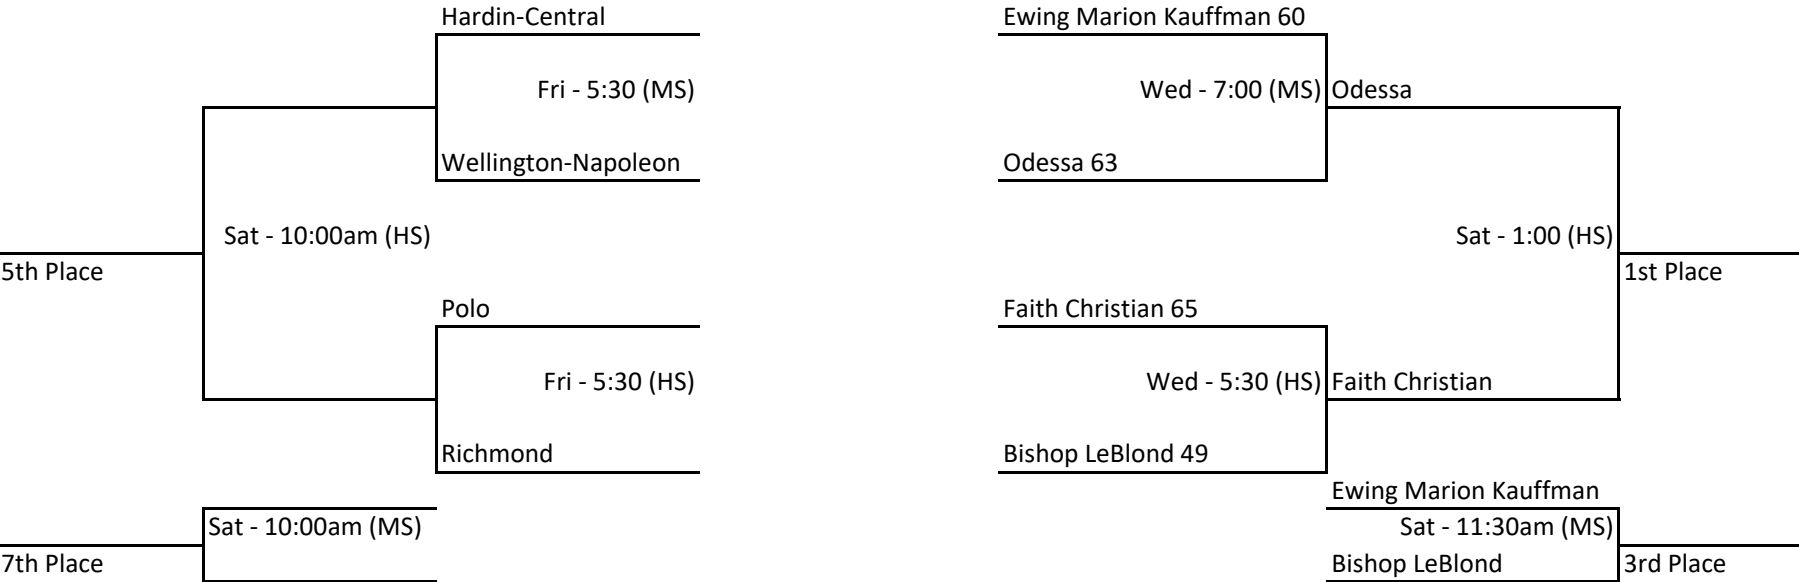 Hardin-Central
Ewing Marion Kauffman 60
Fri - 5:30 (MS)
Wed - 7:00 (MS)
Odessa
Wellington-Napoleon
Odessa 63
Sat - 10:00am (HS)
Sat - 1:00 (HS)
5th Place
1st Place
Polo
Faith Christian 65
Fri - 5:30 (HS)
Wed - 5:30 (HS)
Faith Christian
Richmond
Bishop LeBlond 49
Ewing Marion Kauffman
Sat - 10:00am (MS)
Sat - 11:30am (MS)
7th Place
Bishop LeBlond
3rd Place